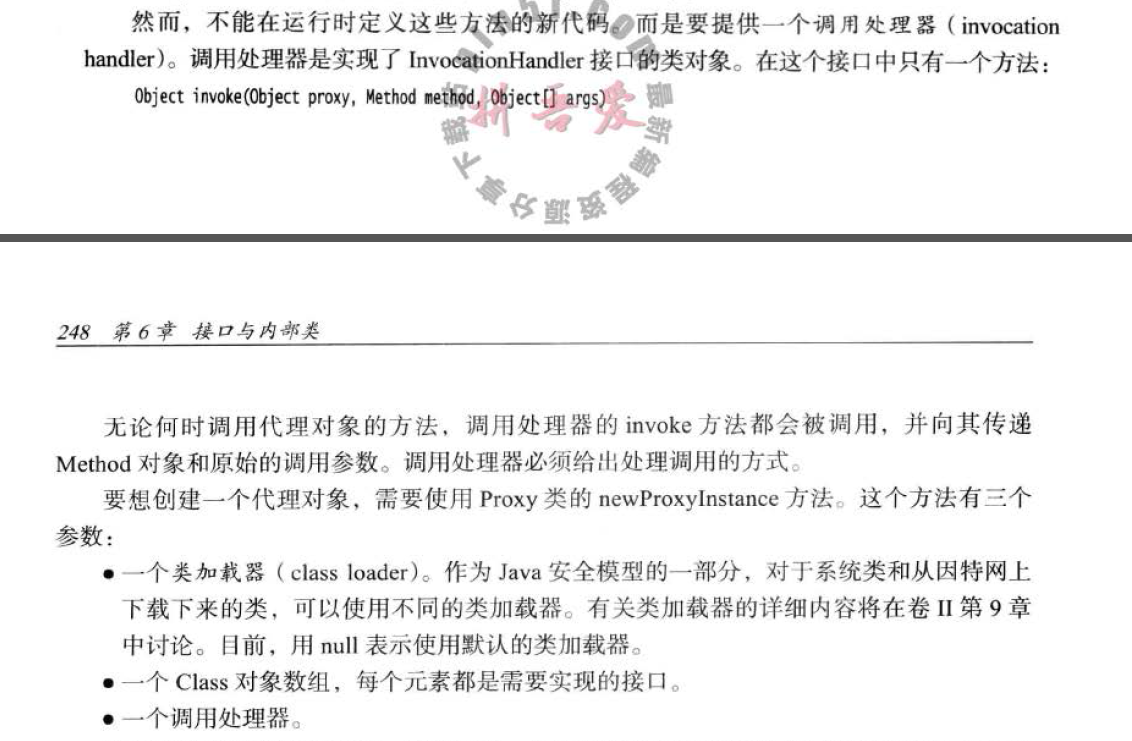 然而，不能在运行时定义这些方法的新代码。而是要提供一个调用处理器（invocation
handler）。调用处理器是实现了 InvocationHandler 接口的类对象。在这个接口中只有一个方法：
Object invoke(Object proxy, Method method, Object[] args)
拼吾爱
最新编程资源分享下载站
248 第 6 章 接口与内部类
无论何时调用代理对象的方法，调用处理器的 invoke 方法都会被调用，并向其传递
Method 对象和原始的调用参数。调用处理器必须给出处理调用的方式。
要想创建一个代理对象，需要使用 Proxy 类的 newProxyInstance 方法。这个方法有三个
参数：
● 一个类加载器（class loader）。作为 Java 安全模型的一部分，对于系统类和从因特网上
下载下来的类，可以使用不同的类加载器。有关类加载器的详细内容将在卷 II 第 9 章
中讨论。目前，用 null 表示使用默认的类加载器。
● 一个 Class 对象数组，每个元素都是需要实现的接口。
● 一个调用处理器。